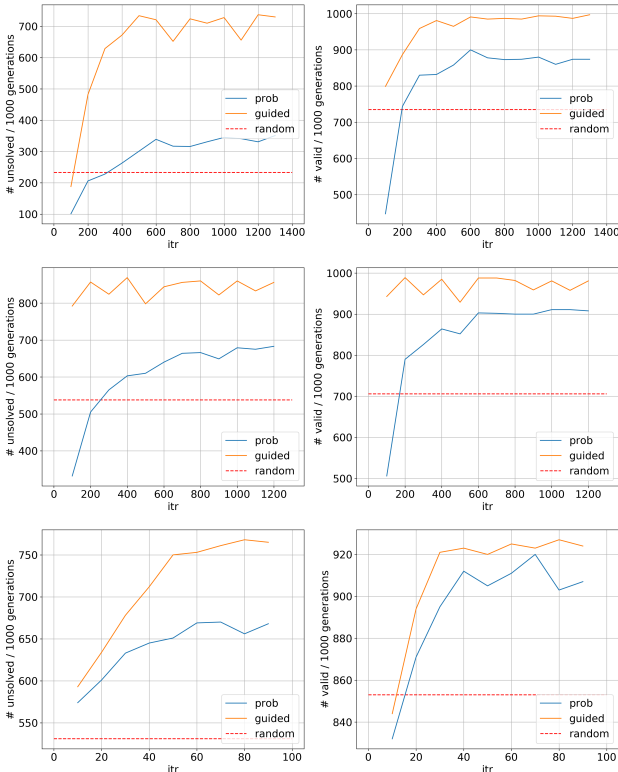 # unsolved / 1000 generations
700
600
500
400
300
200
100
0 200 400 600 800 1000 1200 1400
itr
prob
guided
random
# valid / 1000 generations
1000
900
800
700
600
500
0 200 400 600 800 1000 1200 1400
itr
prob
guided
random
# unsolved / 1000 generations
800
700
600
500
400
0 200 400 600 800 1000 1200
itr
prob
guided
random
# valid / 1000 generations
1000
900
800
700
600
500
0 200 400 600 800 1000 1200
itr
prob
guided
random
# unsolved / 1000 generations
750
700
650
600
550
0 20 40 60 80 100
itr
prob
guided
random
# valid / 1000 generations
920
900
880
860
840
0 20 40 60 80 100
itr
prob
guided
random